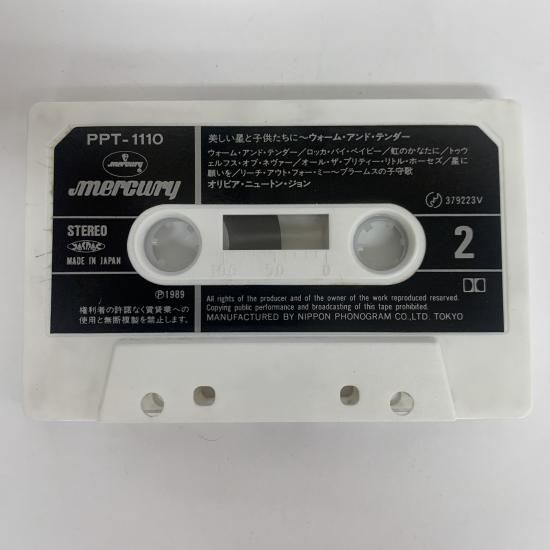 PPT-1110
mercury
mercury
STEREO
MADE IN JAPAN
美しい星と子供たちに〜ウォーム・アンド・テンダー
ウォーム・アンド・テンダー/ロッカ・バイ・ベイビー/虹のかなたに/トゥ
ウェルフス・オブ・ネヴァー/オール・ザ・プリティー・リトル・ホーセズ/星に
願いを/リーチ・アウト・フォー・ミー〜ブラームスの子守歌
オリビア・ニュートン・ジョン
379223V
2
100 50 0
Ⓟ1989
権利者の許諾なく賃貸業への
使用と無断複製を禁止します。
All rights of the producer and of the owner of the work reproduced reserved.
Copying public performance and broadcasting of this tape prohibited.
MANUFACTURED BY NIPPON PHONOGRAM CO.,LTD. TOKYO